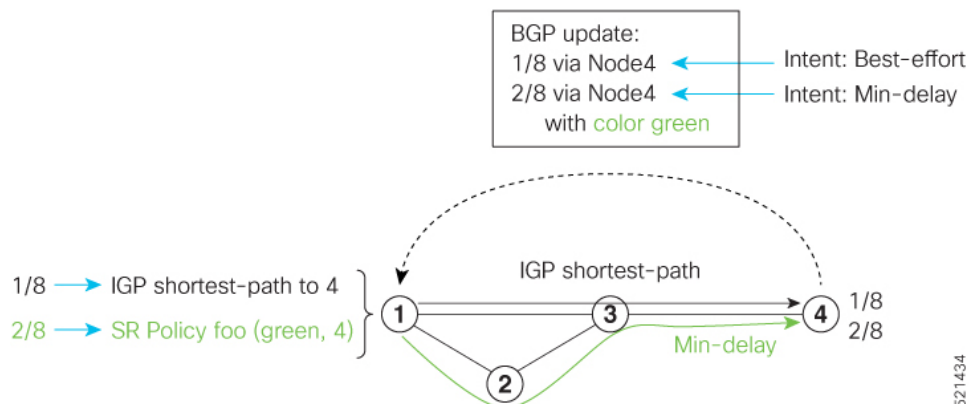 BGP update:
1/8 via Node4
Intent: Best-effort
2/8 via Node4
Intent: Min-delay
with color green
1/8
IGP shortest-path to 4
2/8
SR Policy foo (green, 4)
IGP shortest-path
1
3
4
2
1/8
2/8
Min-delay
521434